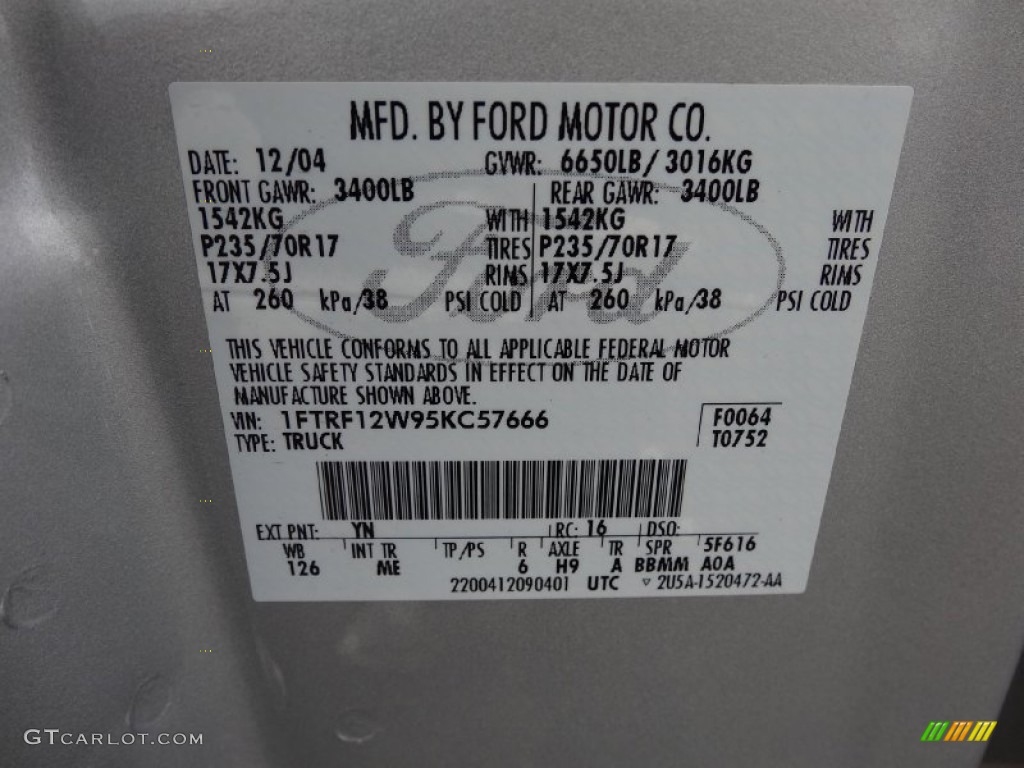 MFD. BY FORD MOTOR CO.
DATE: 12/04 GVWR: 6650LB/ 3016KG
FRONT GAWR: 3400LB REAR GAWR: 3400LB
1542KG WITH 1542KG WITH
P235/70R17 TIRES P235/70R17 TIRES
17X7.5J RIMS 17X7.5J RIMS
AT 260 kPa/38 PSI COLD AT 260 kPa/38 PSI COLD
Ford
THIS VEHICLE CONFORMS TO ALL APPLICABLE FEDERAL MOTOR
VEHICLE SAFETY STANDARDS IN EFFECT ON THE DATE OF
MANUFACTURE SHOWN ABOVE.
VIN: 1FTRF12W95KC57666 F0064
TYPE: TRUCK T0752
EXT PNT: YN RC: 16 DSO:
WB INT TR TP/PS R AXLE TR SPR 5F616
126 ME 6 H9 A BBMM A0A
2200412090401 UTC ▽ 2U5A-1520472-AA
GTCARLOT.COM